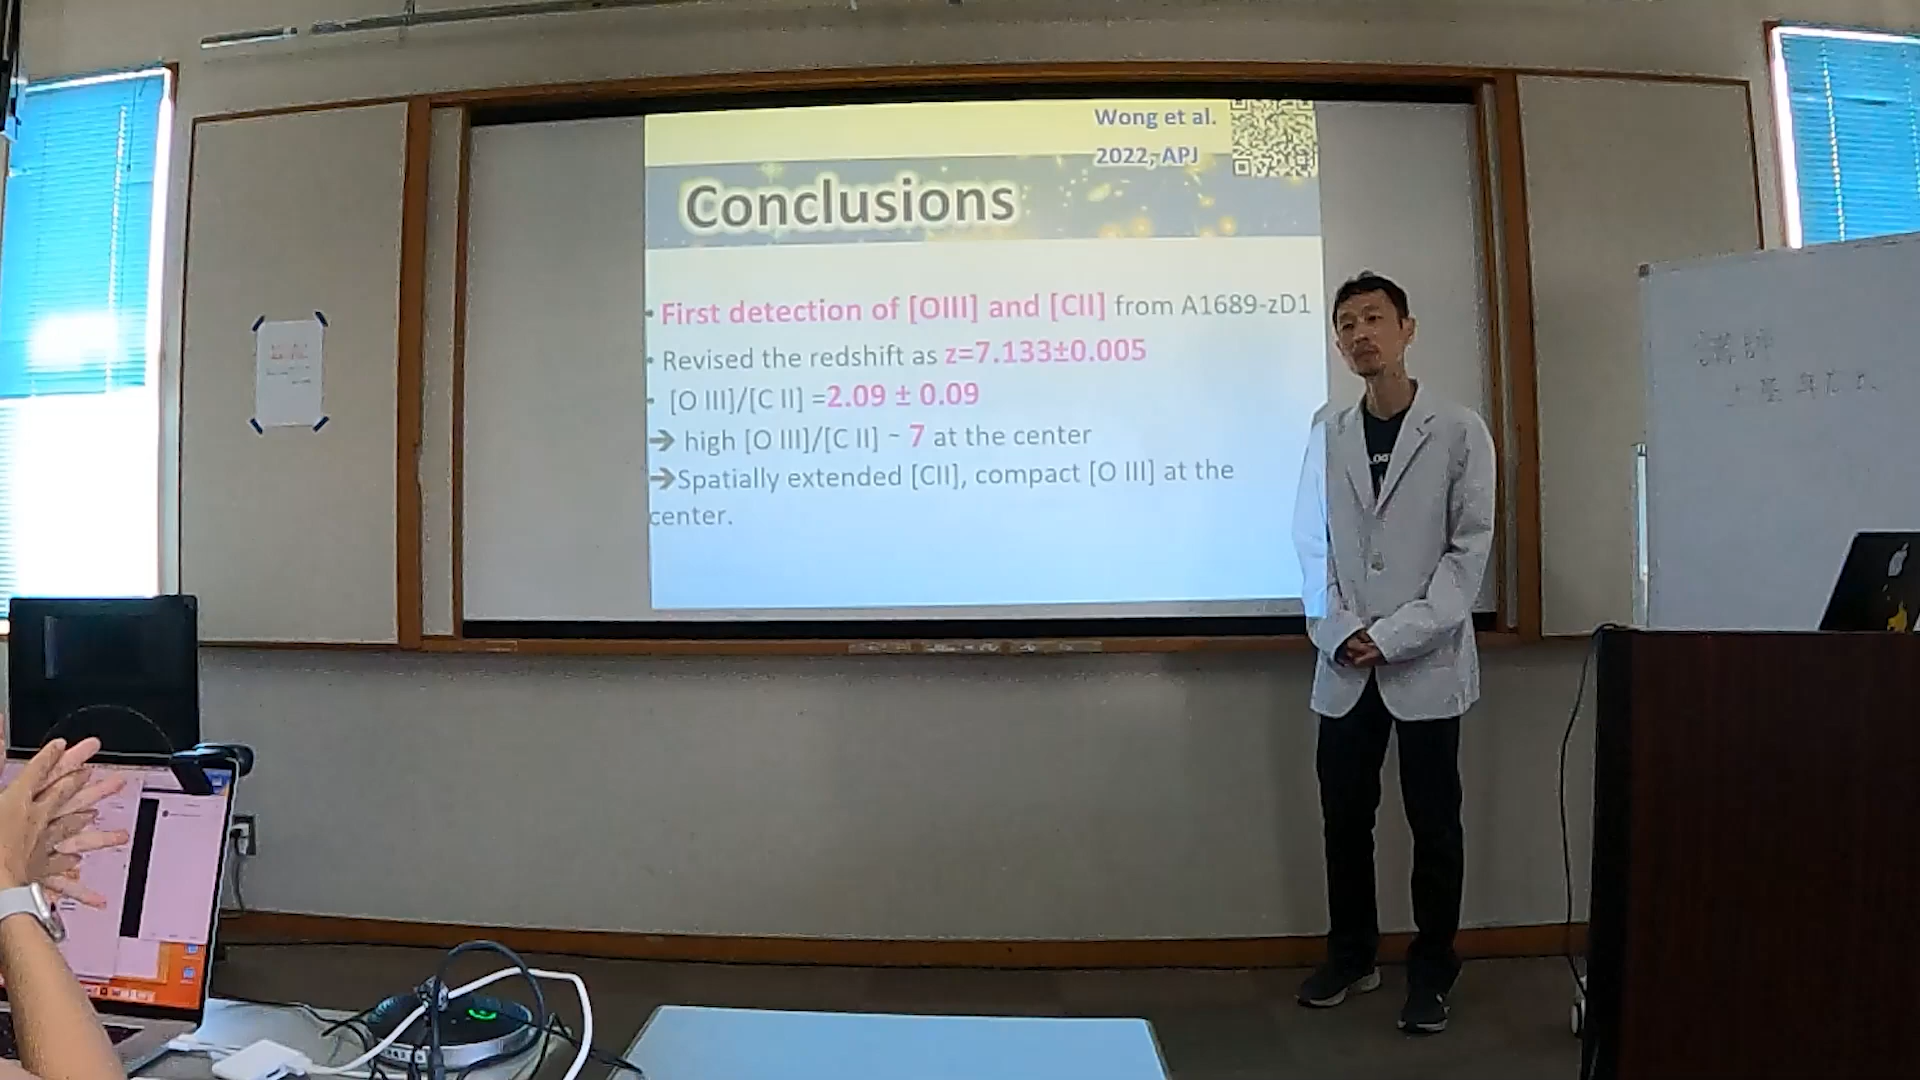 Wong et al.
2022, APJ
Conclusions
• First detection of [OIII] and [CII] from A1689-zD1
• Revised the redshift as z=7.133±0.005
• [O III]/[C II] =2.09 ± 0.09
➔ high [O III]/[C II] ~ 7 at the center
➔Spatially extended [CII], compact [O III] at the
center.
講師